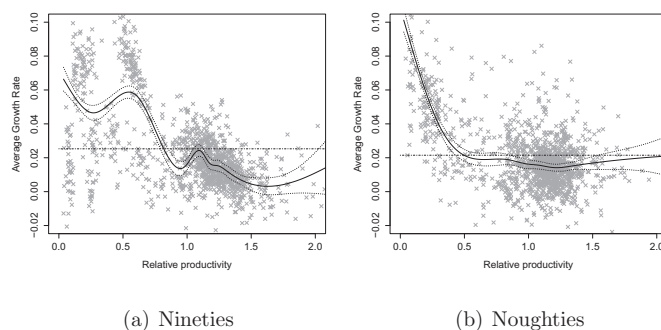 0.10
0.08
0.06
0.04
0.02
0.00
−0.02
Average Growth Rate
0.0 0.5 1.0 1.5 2.0
Relative productivity
(a) Nineties
0.10
0.08
0.06
0.04
0.02
0.00
−0.02
Average Growth Rate
0.0 0.5 1.0 1.5 2.0
Relative productivity
(b) Noughties